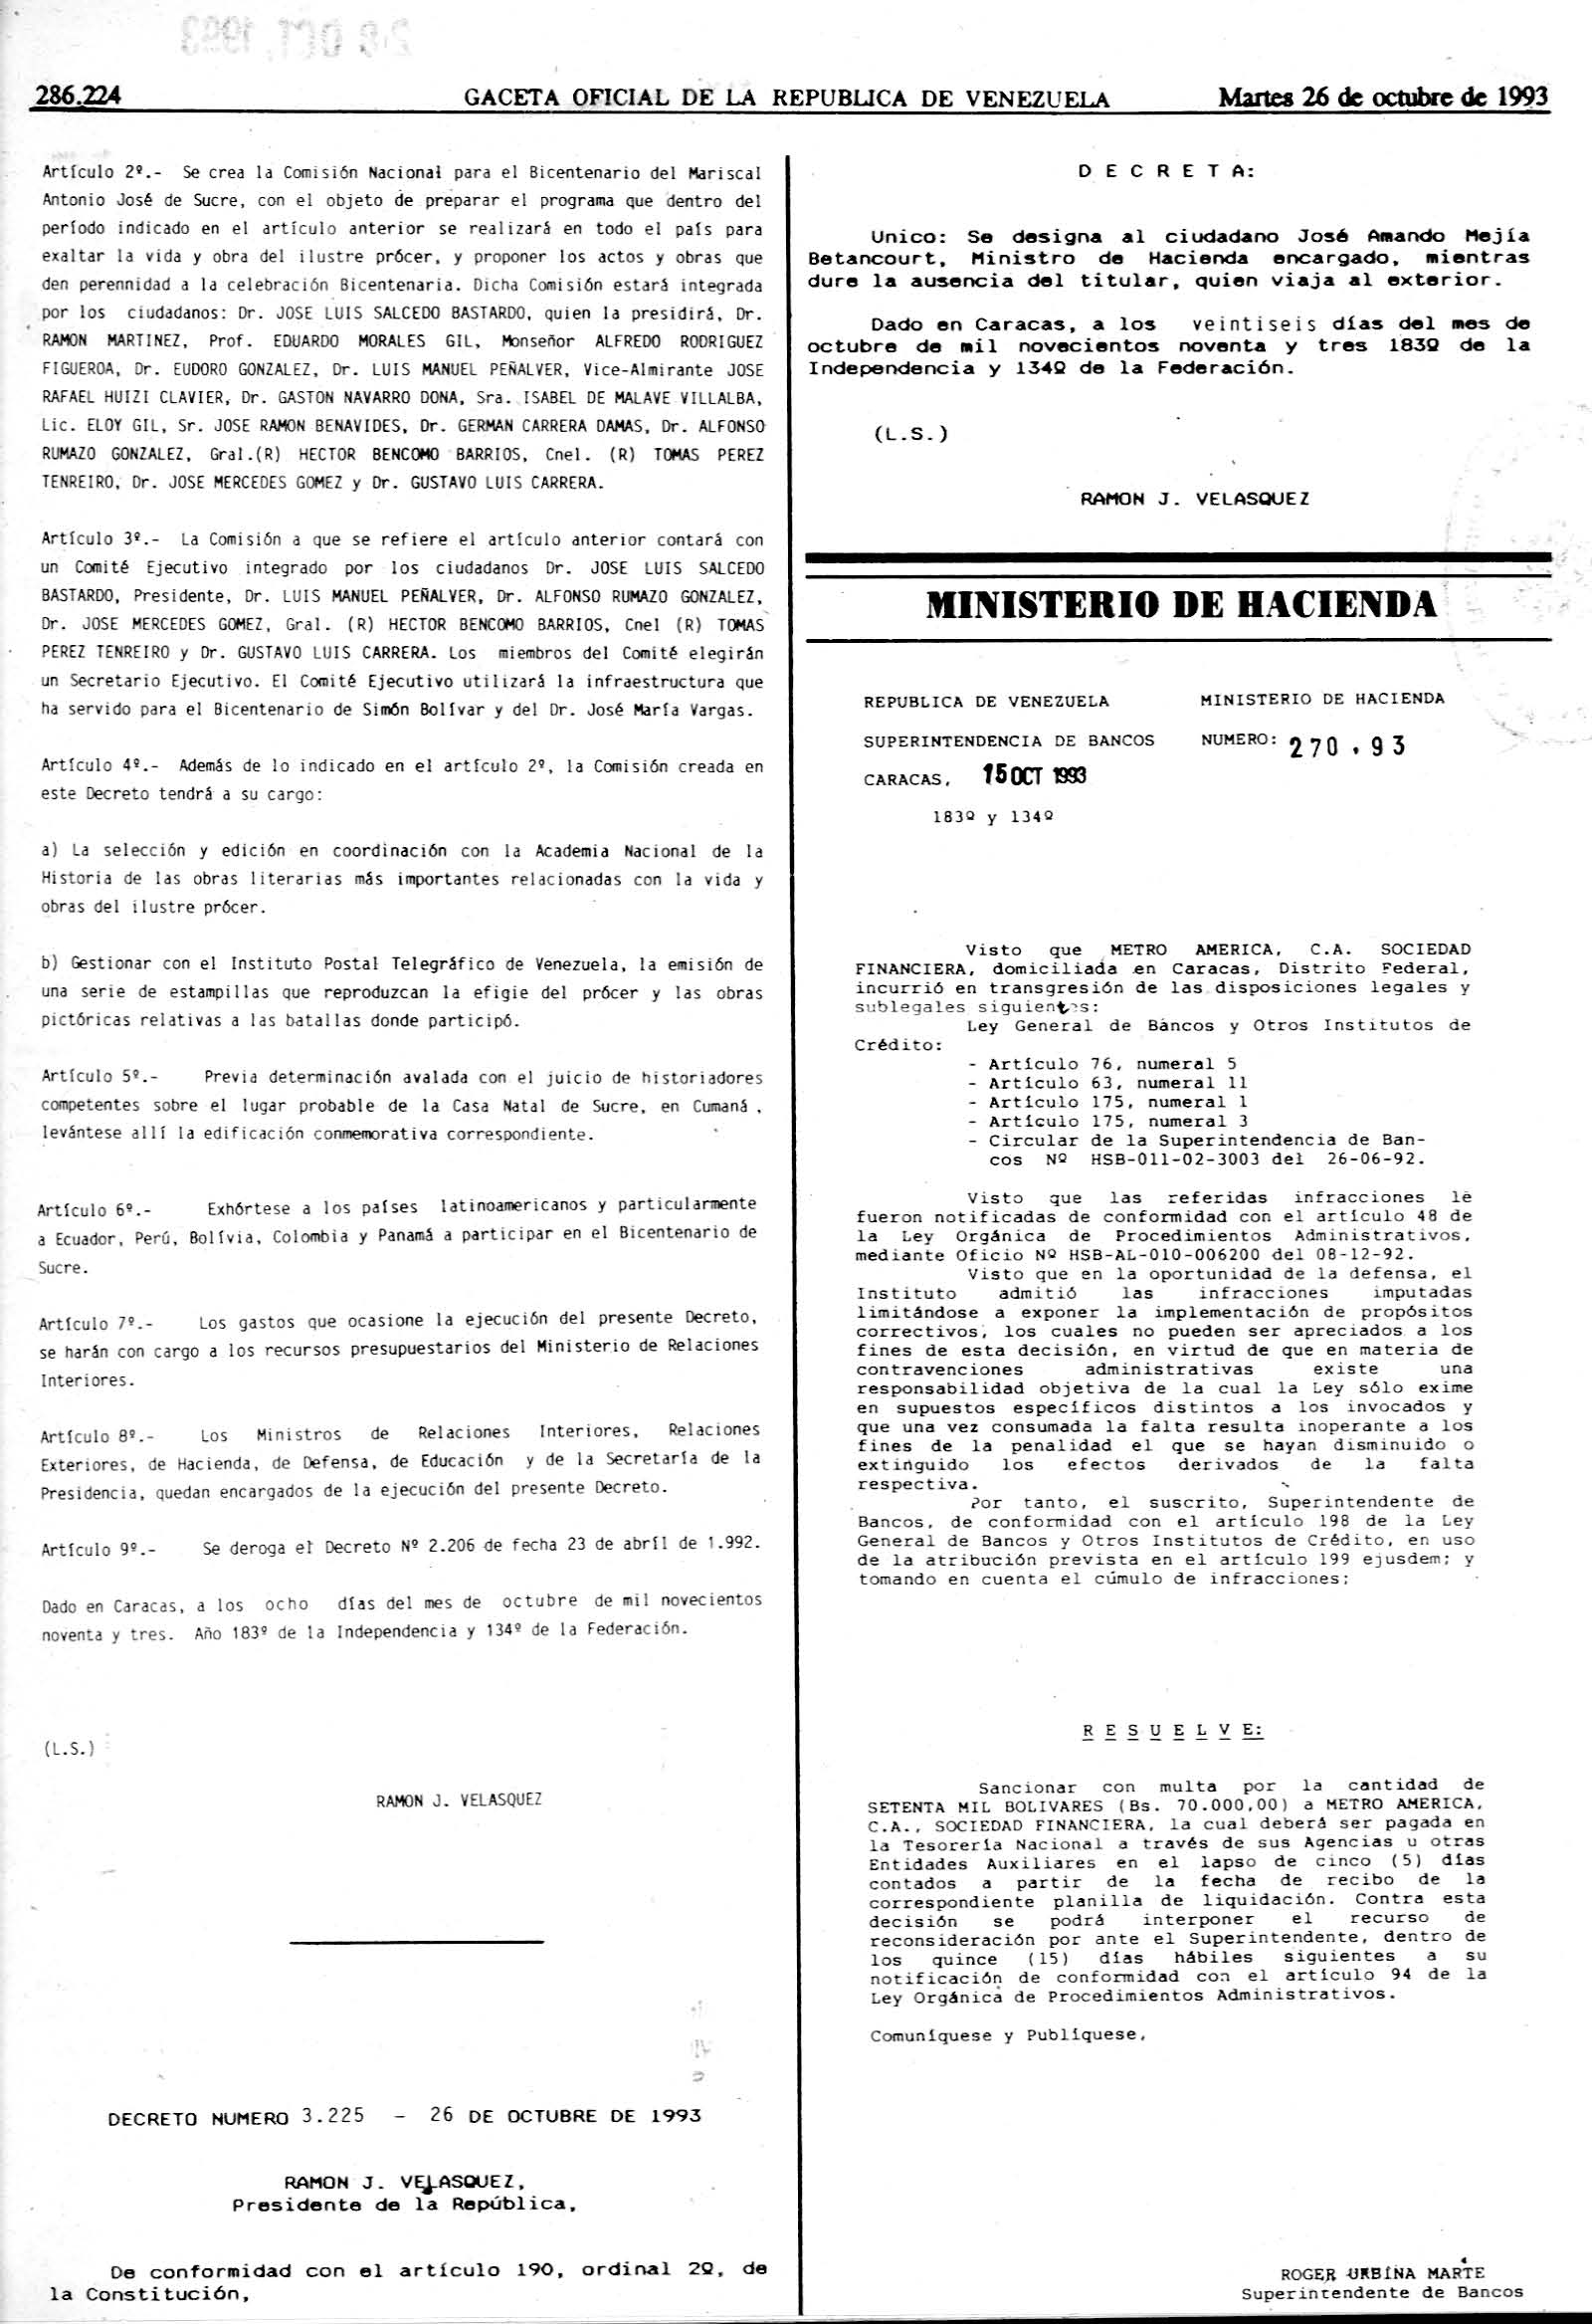 286.224 GACETA OFICIAL DE LA REPUBLICA DE VENEZUELA Martes 26 de octubre de 1993
Artículo 2º.- Se crea la Comisión Nacional para el Bicentenario del Mariscal
Antonio José de Sucre, con el objeto de preparar el programa que dentro del
período indicado en el artículo anterior se realizará en todo el país para
exaltar la vida y obra del ilustre prócer, y proponer los actos y obras que
den perennidad a la celebración Bicentenaria. Dicha Comisión estará integrada
por los ciudadanos: Dr. JOSE LUIS SALCEDO BASTARDO, quien la presidirá, Dr.
RAMON MARTINEZ, Prof. EDUARDO MORALES GIL, Monseñor ALFREDO RODRIGUEZ
FIGUEROA, Dr. EUDORO GONZALEZ, Dr. LUIS MANUEL PEÑALVER, Vice-Almirante JOSE
RAFAEL HUIZI CLAVIER, Dr. GASTON NAVARRO DONA, Sra. ISABEL DE MALAVE VILLALBA,
Lic. ELOY GIL, Sr. JOSE RAMON BENAVIDES, Dr. GERMAN CARRERA DAMAS, Dr. ALFONSO
RUMAZO GONZALEZ, Gral.(R) HECTOR BENCOMO BARRIOS, Cnel. (R) TOMAS PEREZ
TENREIRO, Dr. JOSE MERCEDES GOMEZ y Dr. GUSTAVO LUIS CARRERA.
Artículo 3º.- La Comisión a que se refiere el artículo anterior contará con
un Comité Ejecutivo integrado por los ciudadanos Dr. JOSE LUIS SALCEDO
BASTARDO, Presidente, Dr. LUIS MANUEL PEÑALVER, Dr. ALFONSO RUMAZO GONZALEZ,
Dr. JOSE MERCEDES GOMEZ, Gral. (R) HECTOR BENCOMO BARRIOS, Cnel (R) TOMAS
PEREZ TENREIRO y Dr. GUSTAVO LUIS CARRERA. Los miembros del Comité elegirán
un Secretario Ejecutivo. El Comité Ejecutivo utilizará la infraestructura que
ha servido para el Bicentenario de Simón Bolívar y del Dr. José María Vargas.
Artículo 4º.- Además de lo indicado en el artículo 2º, la Comisión creada en
este Decreto tendrá a su cargo:
a) La selección y edición en coordinación con la Academia Nacional de la
Historia de las obras literarias más importantes relacionadas con la vida y
obras del ilustre prócer.
b) Gestionar con el Instituto Postal Telegráfico de Venezuela, la emisión de
una serie de estampillas que reproduzcan la efigie del prócer y las obras
pictóricas relativas a las batallas donde participó.
Artículo 5º.- Previa determinación avalada con el juicio de historiadores
competentes sobre el lugar probable de la Casa Natal de Sucre, en Cumaná,
levántese allí la edificación conmemorativa correspondiente.
Artículo 6º.- Exhórtese a los países latinoamericanos y particularmente
a Ecuador, Perú, Bolívia, Colombia y Panamá a participar en el Bicentenario de
Sucre.
Artículo 7º.- Los gastos que ocasione la ejecución del presente Decreto,
se harán con cargo a los recursos presupuestarios del Ministerio de Relaciones
Interiores.
Artículo 8º.- Los Ministros de Relaciones Interiores, Relaciones
Exteriores, de Hacienda, de Defensa, de Educación y de la Secretaría de la
Presidencia, quedan encargados de la ejecución del presente Decreto.
Artículo 9º.- Se deroga el Decreto Nº 2.206 de fecha 23 de abríl de 1.992.
Dado en Caracas, a los ocho días del mes de octubre de mil novecientos
noventa y tres. Año 183º de la Independencia y 134º de la Federación.
(L.S.)
RAMON J. VELASQUEZ
DECRETO NUMERO 3.225 - 26 DE OCTUBRE DE 1993
RAMON J. VELASQUEZ,
Presidente de la República,
De conformidad con el artículo 190, ordinal 2º, de
la Constitución,
D E C R E T A:
Unico: Se designa al ciudadano José Amando Mejía
Betancourt, Ministro de Hacienda encargado, mientras
dure la ausencia del titular, quien viaja al exterior.
Dado en Caracas, a los veintiseis días del mes de
octubre de mil novecientos noventa y tres 183º de la
Independencia y 134º de la Federación.
(L.S.)
RAMON J. VELASQUEZ
MINISTERIO DE HACIENDA
REPUBLICA DE VENEZUELA MINISTERIO DE HACIENDA
SUPERINTENDENCIA DE BANCOS NUMERO: 270.93
CARACAS, 15 OCT 1993
183º y 134º
Visto que METRO AMERICA, C.A. SOCIEDAD
FINANCIERA, domiciliada en Caracas, Distrito Federal,
incurrió en transgresión de las disposiciones legales y
sublegales siguientes:
Ley General de Bancos y Otros Institutos de
Crédito:
- Artículo 76, numeral 5
- Artículo 63, numeral 11
- Artículo 175, numeral 1
- Artículo 175, numeral 3
- Circular de la Superintendencia de Ban-
cos Nº HSB-011-02-3003 del 26-06-92.
Visto que las referidas infracciones le
fueron notificadas de conformidad con el artículo 48 de
la Ley Orgánica de Procedimientos Administrativos,
mediante Oficio Nº HSB-AL-010-006200 del 08-12-92.
Visto que en la oportunidad de la defensa, el
Instituto admitió las infracciones imputadas
limitándose a exponer la implementación de propósitos
correctivos, los cuales no pueden ser apreciados a los
fines de esta decisión, en virtud de que en materia de
contravenciones administrativas existe una
responsabilidad objetiva de la cual la Ley sólo exime
en supuestos específicos distintos a los invocados y
que una vez consumada la falta resulta inoperante a los
fines de la penalidad el que se hayan disminuido o
extinguido los efectos derivados de la falta
respectiva.
Por tanto, el suscrito, Superintendente de
Bancos, de conformidad con el artículo 198 de la Ley
General de Bancos y Otros Institutos de Crédito, en uso
de la atribución prevista en el artículo 199 ejusdem; y
tomando en cuenta el cúmulo de infracciones;
R E S U E L V E:
Sancionar con multa por la cantidad de
SETENTA MIL BOLIVARES (Bs. 70.000,00) a METRO AMERICA,
C.A., SOCIEDAD FINANCIERA, la cual deberá ser pagada en
la Tesorería Nacional a través de sus Agencias u otras
Entidades Auxiliares en el lapso de cinco (5) días
contados a partir de la fecha de recibo de la
correspondiente planilla de liquidación. Contra esta
decisión se podrá interponer el recurso de
reconsideración por ante el Superintendente, dentro de
los quince (15) días hábiles siguientes a su
notificación de conformidad con el artículo 94 de la
Ley Orgánica de Procedimientos Administrativos.
Comuníquese y Publíquese,
ROGER URBINA MARTE
Superintendente de Bancos